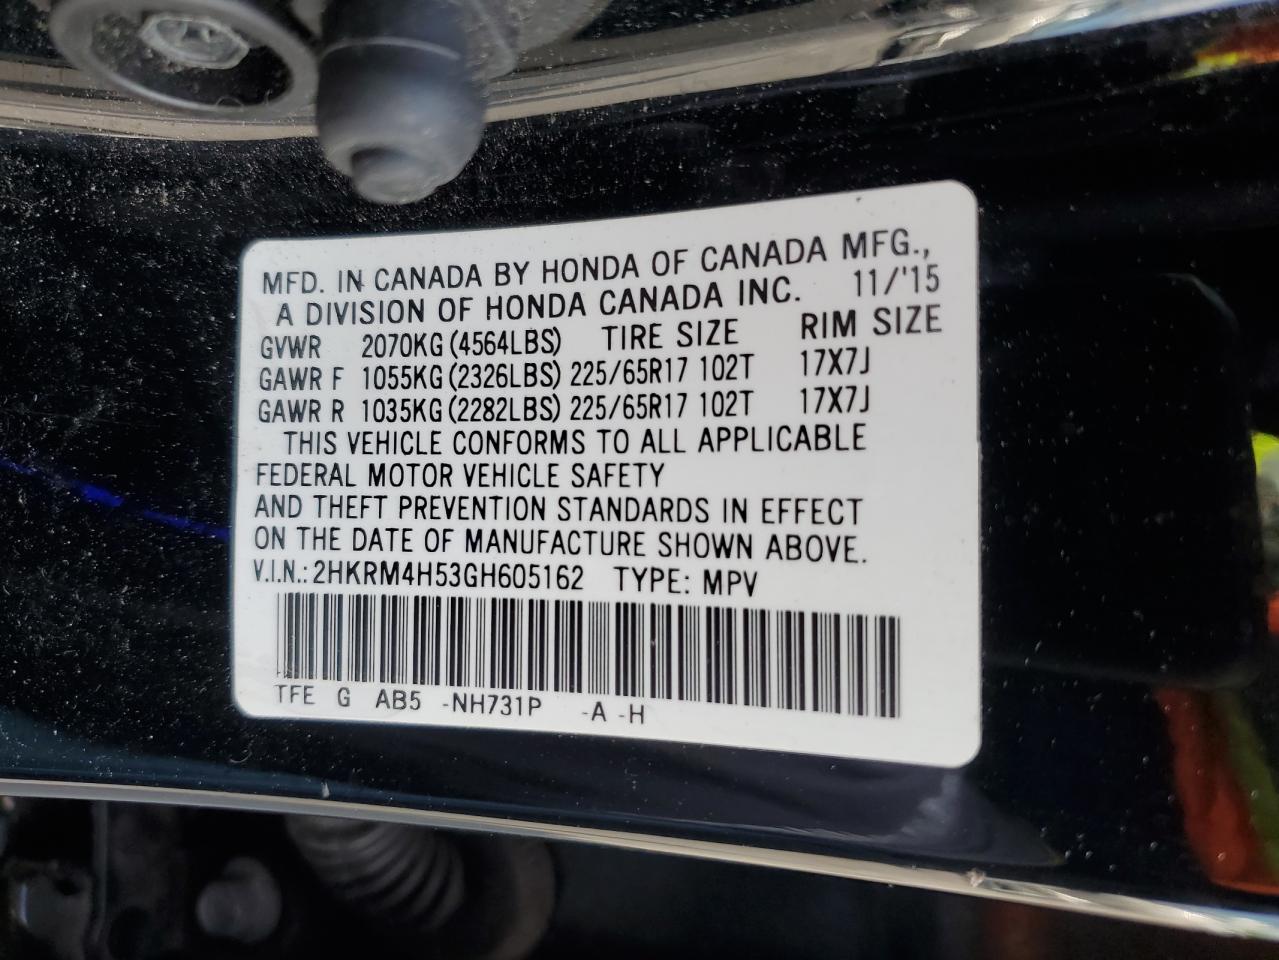 MFD. IN CANADA BY HONDA OF CANADA MFG.,
A DIVISION OF HONDA CANADA INC. 11/'15
GVWR 2070KG (4564LBS) TIRE SIZE RIM SIZE
GAWR F 1055KG (2326LBS) 225/65R17 102T 17X7J
GAWR R 1035KG (2282LBS) 225/65R17 102T 17X7J
THIS VEHICLE CONFORMS TO ALL APPLICABLE
FEDERAL MOTOR VEHICLE SAFETY
AND THEFT PREVENTION STANDARDS IN EFFECT
ON THE DATE OF MANUFACTURE SHOWN ABOVE.
V.I.N.: 2HKRM4H53GH605162 TYPE: MPV
TFE G AB5 -NH731P -A -H